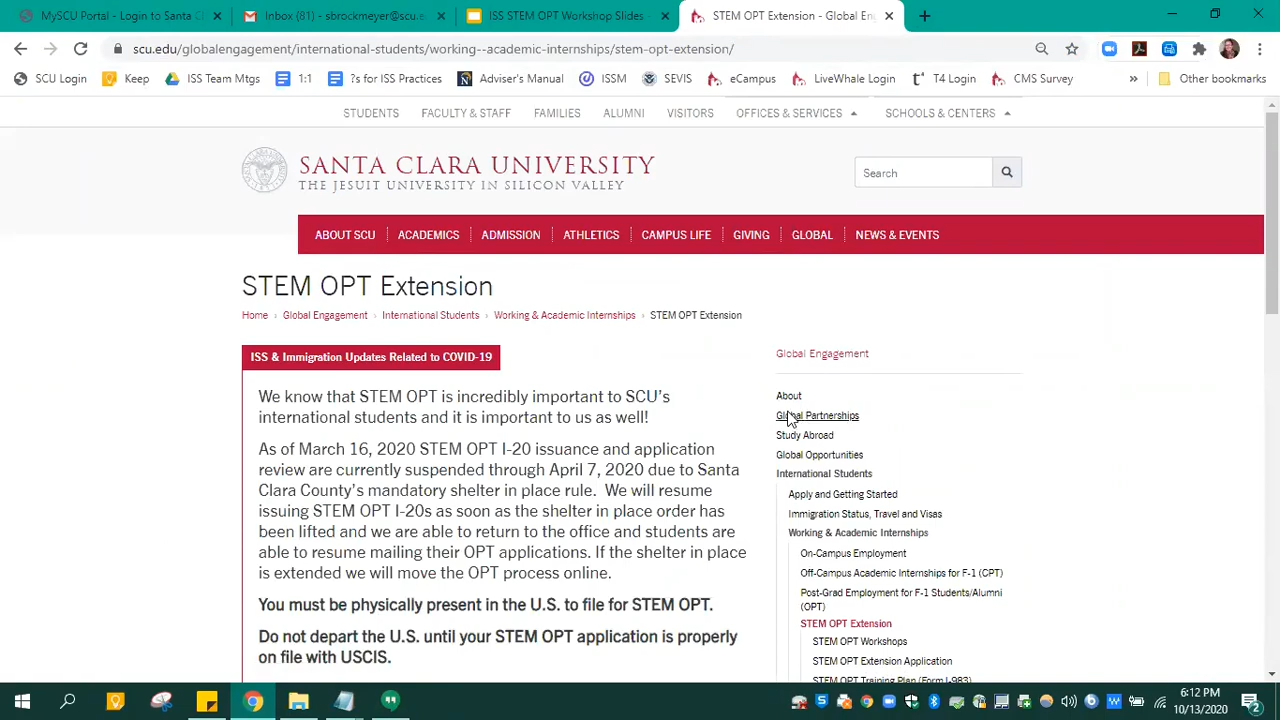 MySCU Portal - Login to Santa C
Inbox (81) - sbrockmeyer@scu.e
ISS STEM OPT Workshop Slides -
STEM OPT Extension - Global En
scu.edu/globalengagement/international-students/working--academic-internships/stem-opt-extension/
SCU Login
Keep
ISS Team Mtgs
1:1
?s for ISS Practices
Adviser's Manual
ISSM
SEVIS
eCampus
LiveWhale Login
T4 Login
CMS Survey
»
Other bookmarks
STUDENTS
FACULTY & STAFF
FAMILIES
ALUMNI
VISITORS
OFFICES & SERVICES
SCHOOLS & CENTERS
SANTA CLARA UNIVERSITY
THE JESUIT UNIVERSITY IN SILICON VALLEY
Search
ABOUT SCU
ACADEMICS
ADMISSION
ATHLETICS
CAMPUS LIFE
GIVING
GLOBAL
NEWS & EVENTS
STEM OPT Extension
Home › Global Engagement › International Students › Working & Academic Internships › STEM OPT Extension
ISS & Immigration Updates Related to COVID-19
We know that STEM OPT is incredibly important to SCU's
international students and it is important to us as well!
As of March 16, 2020 STEM OPT I-20 issuance and application
review are currently suspended through April 7, 2020 due to Santa
Clara County's mandatory shelter in place rule. We will resume
issuing STEM OPT I-20s as soon as the shelter in place order has
been lifted and we are able to return to the office and students are
able to resume mailing their OPT applications. If the shelter in place
is extended we will move the OPT process online.
You must be physically present in the U.S. to file for STEM OPT.
Do not depart the U.S. until your STEM OPT application is properly
on file with USCIS.
Global Engagement
About
Global Partnerships
Study Abroad
Global Opportunities
International Students
Apply and Getting Started
Immigration Status, Travel and Visas
Working & Academic Internships
On-Campus Employment
Off-Campus Academic Internships for F-1 (CPT)
Post-Grad Employment for F-1 Students/Alumni
(OPT)
STEM OPT Extension
STEM OPT Workshops
STEM OPT Extension Application
STEM OPT Training Plan (Form I-983)
6:12 PM
10/13/2020
2